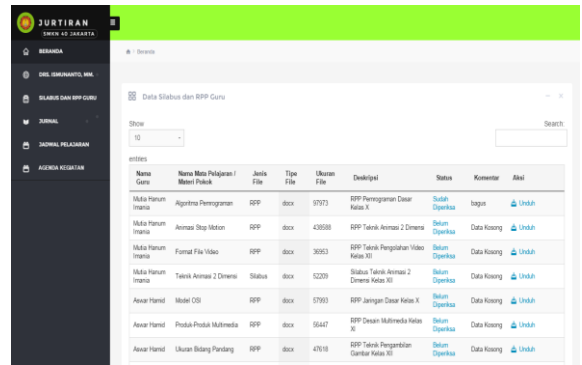 JURTIRAN
SMKN 40 JAKARTA
BERANDA
DRS. ISMUNANTO, MM.
SILABUS DAN RPP GURU
JURNAL
JADWAL PELAJARAN
AGENDA KEGIATAN
/ Beranda
Data Silabus dan RPP Guru
Show
10
entries
Search:
Nama Guru Nama Mata Pelajaran / Materi Pokok Jenis File Tipe File Ukuran File Deskripsi Status Komentar Aksi
Mutia Hanum Imania Algoritma Pemrograman RPP docx 97973 RPP Pemrograman Dasar Kelas X Sudah Diperiksa bagus Unduh
Mutia Hanum Imania Animasi Stop Motion RPP docx 436586 RPP Teknik Animasi 2 Dimensi Belum Diperiksa Data Kosong Unduh
Mutia Hanum Imania Format File Video RPP docx 36953 RPP Teknik Pengolahan Video Kelas XII Belum Diperiksa Data Kosong Unduh
Mutia Hanum Imania Teknik Animasi 2 Dimensi Silabus docx 52209 Silabus Teknik Animasi 2 Dimensi Kelas XII Belum Diperiksa Data Kosong Unduh
Aswar Hamid Model OSI RPP docx 57993 RPP Jaringan Dasar Kelas X Belum Diperiksa Data Kosong Unduh
Aswar Hamid Produk-Produk Multimedia RPP docx 56447 RPP Desain Multimedia Kelas XI Belum Diperiksa Data Kosong Unduh
Aswar Hamid Ukuran Bidang Pandang RPP docx 47616 RPP Teknik Pengambilan Gambar Kelas XII Belum Diperiksa Data Kosong Unduh